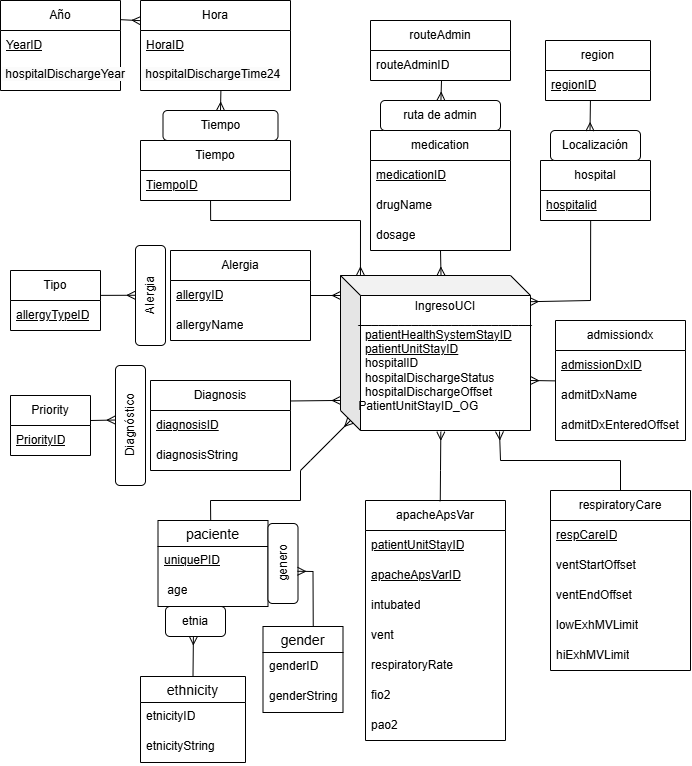 Año
YearID
hospitalDischargeYear
Hora
HoraID
hospitalDischargeTime24
Tiempo
Tiempo
TiempoID
routeAdmin
routeAdminID
ruta de admin
medication
medicationID
drugName
dosage
region
regionID
Localización
hospital
hospitalid
Tipo
allergyTypeID
Alergia
Alergia
allergyID
allergyName
IngresoUCI
patientHealthSystemStayID
patientUnitStayID
hospitalID
hospitalDischargeStatus
hospitalDischargeOffset
PatientUnitStayID_OG
admissiondx
admissionDxID
admitDxName
admitDxEnteredOffset
Priority
PriorityID
Diagnóstico
Diagnosis
diagnosisID
diagnosisString
paciente
uniquePID
age
genero
etnia
gender
genderID
genderString
ethnicity
etnicityID
etnicityString
apacheApsVar
patientUnitStayID
apacheApsVarID
intubated
vent
respiratoryRate
fio2
pao2
respiratoryCare
respCareID
ventStartOffset
ventEndOffset
lowExhMVLimit
hiExhMVLimit